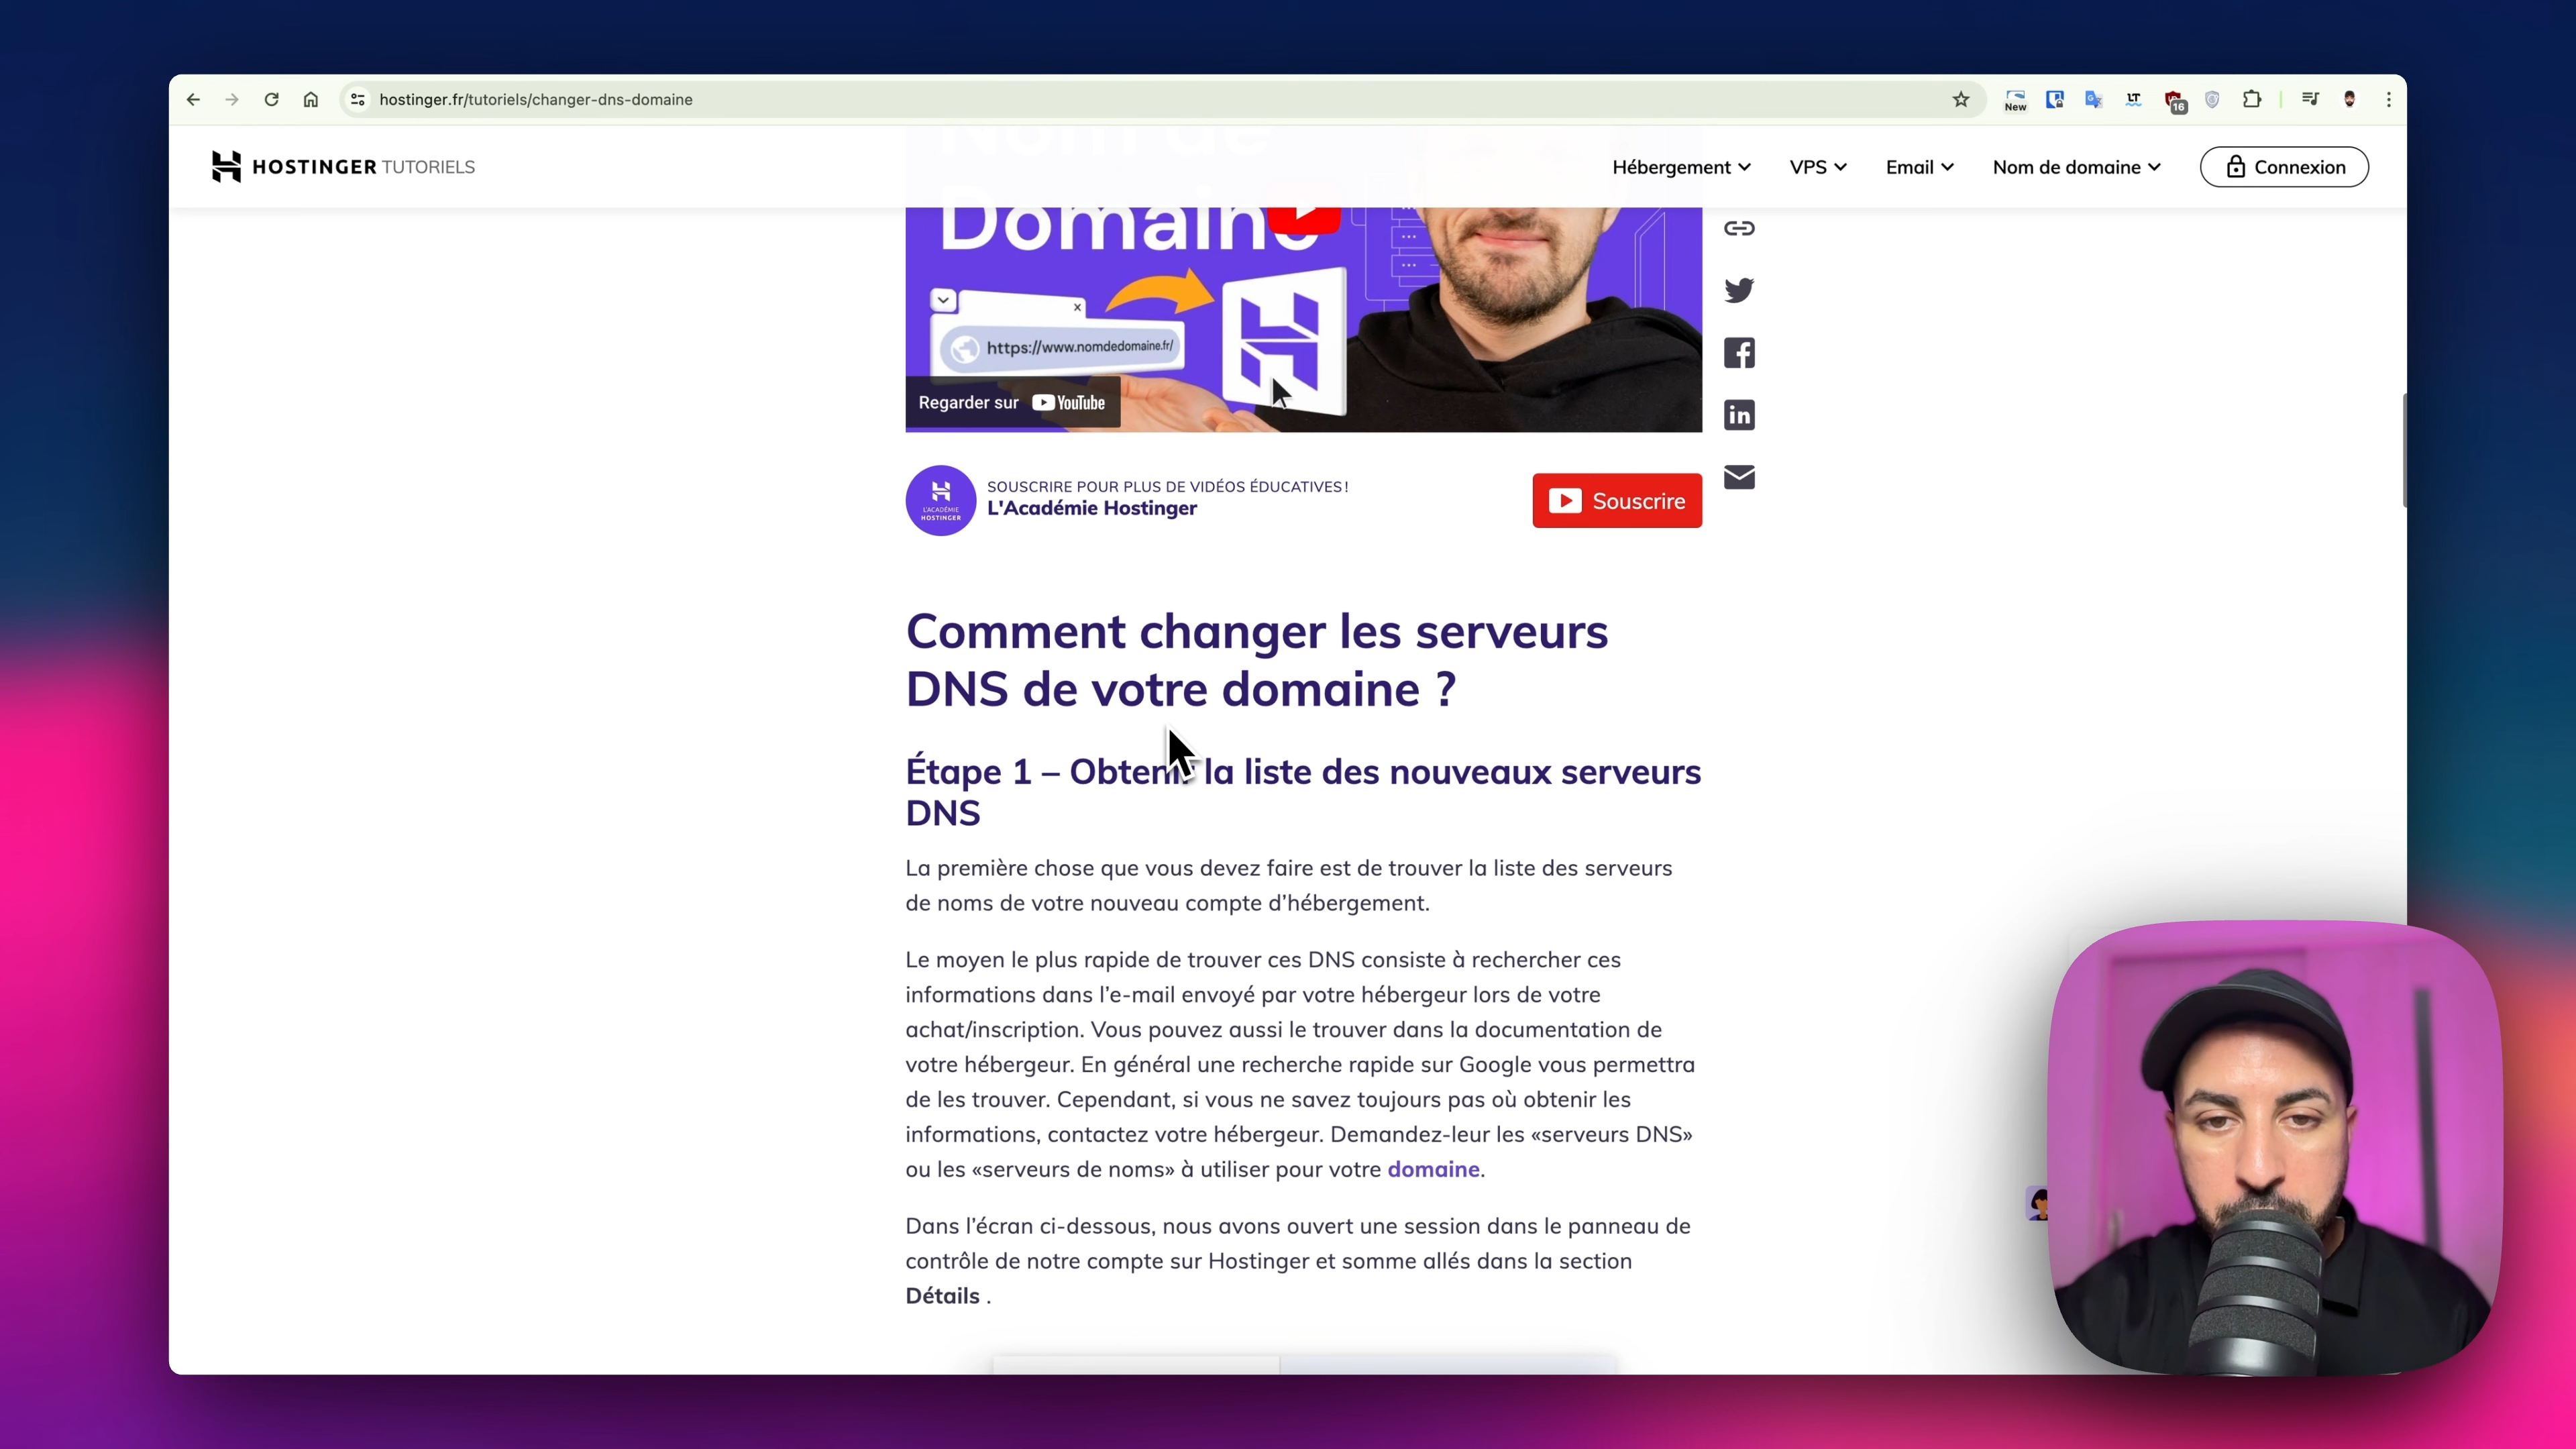 hostinger.fr/tutoriels/changer-dns-domaine
New
16
HOSTINGER TUTORIELS
Hébergement
VPS
Email
Nom de domaine
Connexion
Nom de
Domaine
https://www.nomdedomaine.fr/
Regarder sur YouTube
L'ACADÉMIE
HOSTINGER
SOUSCRIRE POUR PLUS DE VIDÉOS ÉDUCATIVES!
L'Académie Hostinger
Souscrire
Comment changer les serveurs
DNS de votre domaine ?
Étape 1 – Obtenir la liste des nouveaux serveurs
DNS
La première chose que vous devez faire est de trouver la liste des serveurs
de noms de votre nouveau compte d’hébergement.
Le moyen le plus rapide de trouver ces DNS consiste à rechercher ces
informations dans l’e-mail envoyé par votre hébergeur lors de votre
achat/inscription. Vous pouvez aussi le trouver dans la documentation de
votre hébergeur. En général une recherche rapide sur Google vous permettra
de les trouver. Cependant, si vous ne savez toujours pas où obtenir les
informations, contactez votre hébergeur. Demandez-leur les «serveurs DNS»
ou les «serveurs de noms» à utiliser pour votre domaine.
Dans l’écran ci-dessous, nous avons ouvert une session dans le panneau de
contrôle de notre compte sur Hostinger et somme allés dans la section
Détails .